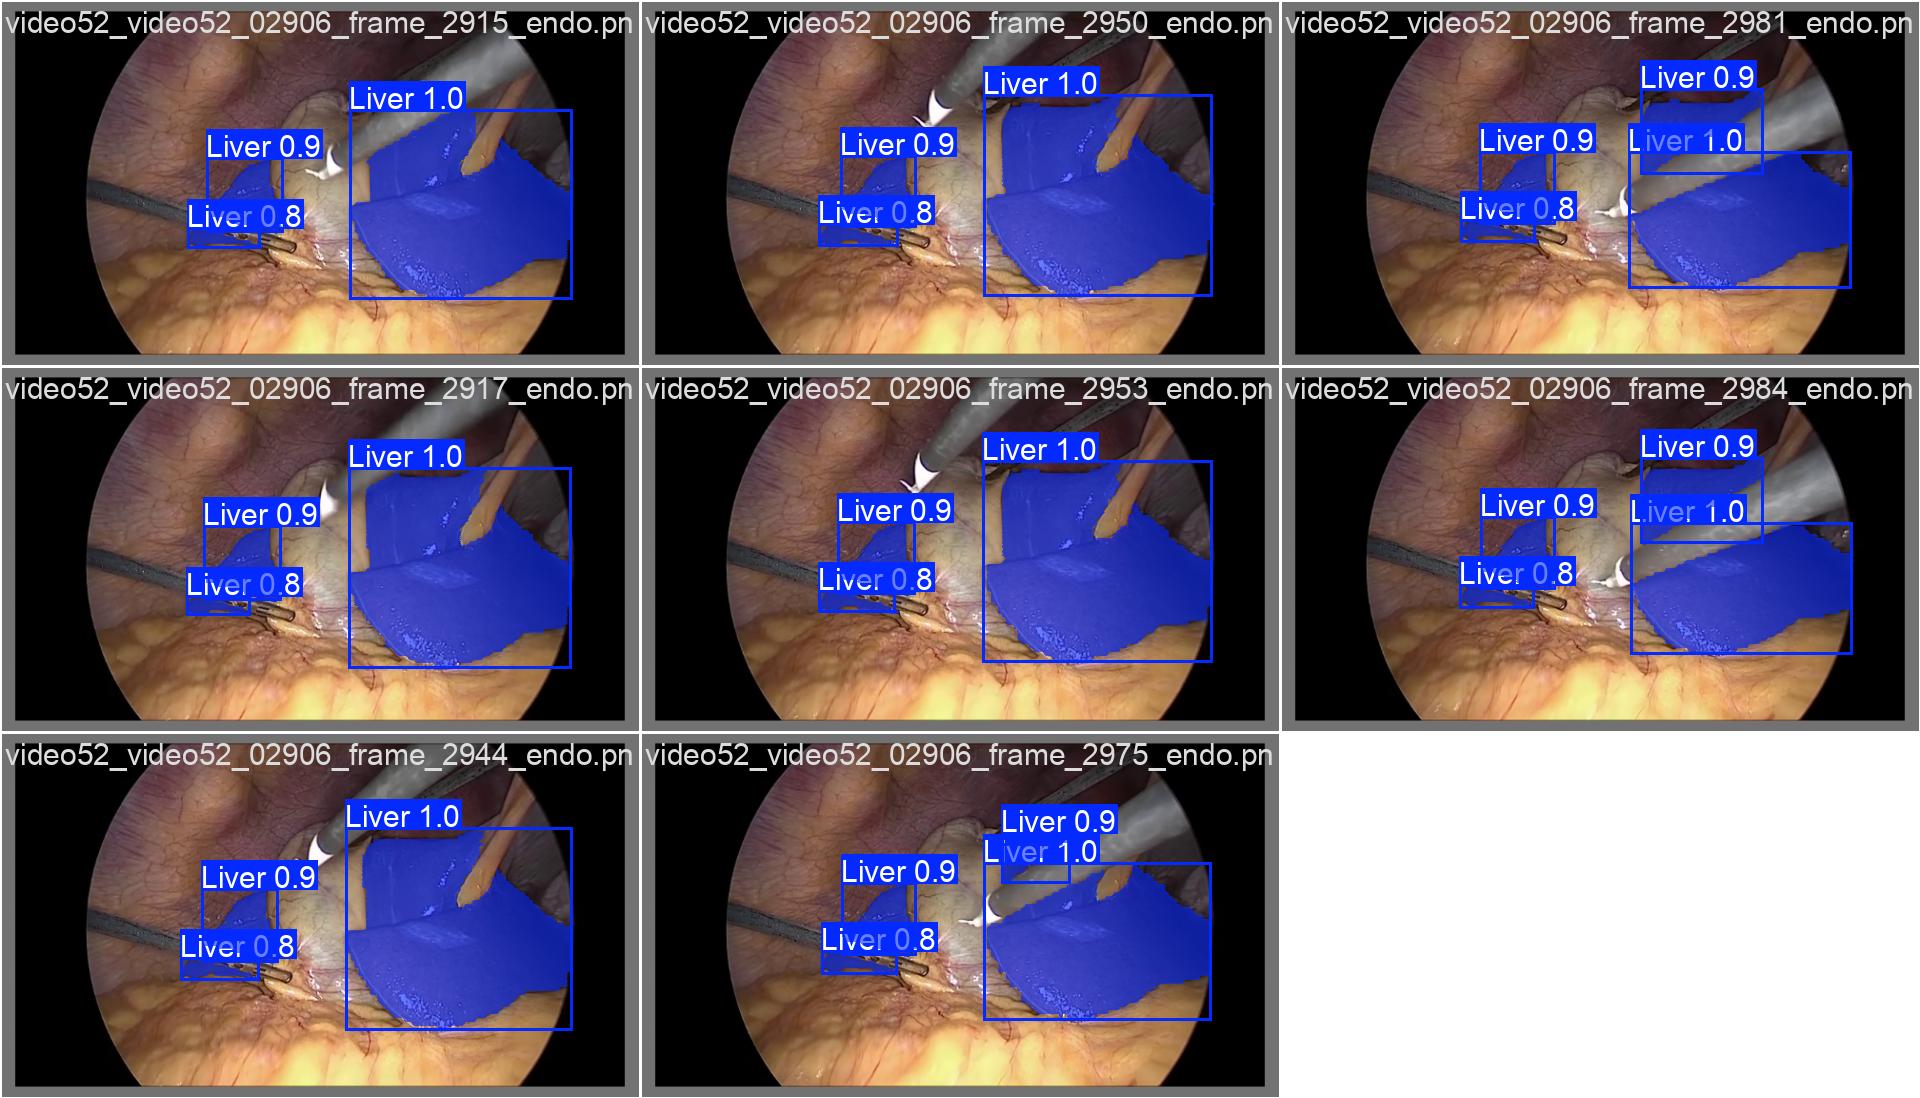 video52_video52_02906_frame_2915_endo.pn
Liver 1.0
Liver 0.9
Liver 0.8
video52_video52_02906_frame_2950_endo.pn
Liver 1.0
Liver 0.9
Liver 0.8
video52_video52_02906_frame_2981_endo.pn
Liver 0.9
Liver 0.9
Liver 1.0
Liver 0.8
video52_video52_02906_frame_2917_endo.pn
Liver 1.0
Liver 0.9
Liver 0.8
video52_video52_02906_frame_2953_endo.pn
Liver 1.0
Liver 0.9
Liver 0.8
video52_video52_02906_frame_2984_endo.pn
Liver 0.9
Liver 0.9
Liver 1.0
Liver 0.8
video52_video52_02906_frame_2944_endo.pn
Liver 1.0
Liver 0.9
Liver 0.8
video52_video52_02906_frame_2975_endo.pn
Liver 0.9
Liver 1.0
Liver 0.9
Liver 0.8